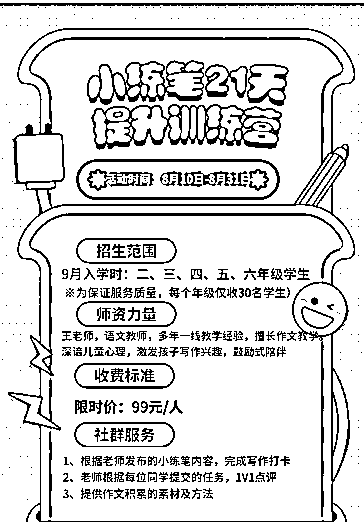 小练笔21天
提升训练营
活动时间：8月10日-8月31日
招生范围
9月入学时：二、三、四、五、六年级学生
※为保证服务质量，每个年级仅收30名学生）
师资力量
王老师，语文教师，多年一线教学经验，擅长作文教学，
深谙儿童心理，激发孩子写作兴趣，鼓励式陪伴
收费标准
限时价：99元/人
社群服务
1、根据老师发布的小练笔内容，完成写作打卡
2、老师根据每位同学提交的任务，1V1点评
3、提供作文积累的素材及方法